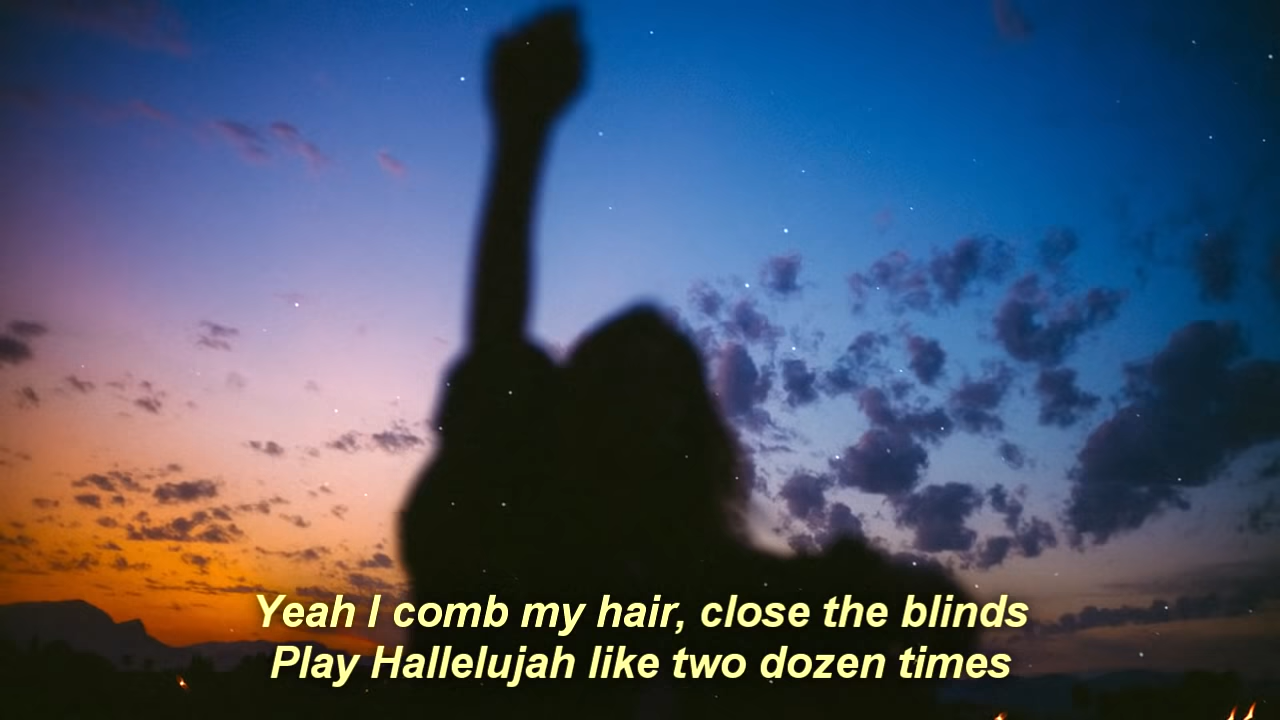 Yeah I comb my hair, close the blinds
Play Hallelujah like two dozen times